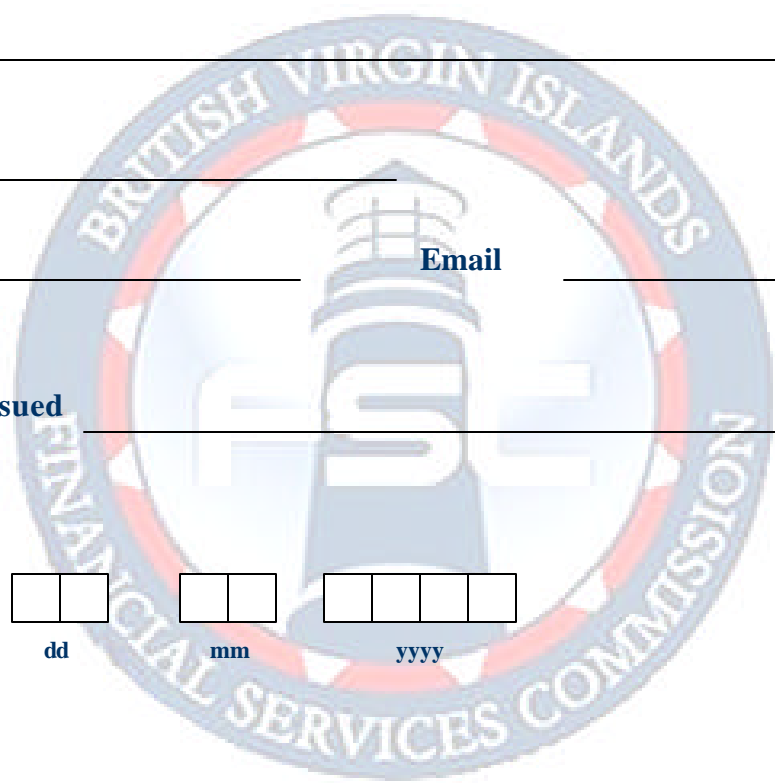 BRITISH VIRGIN ISLANDS
Email
sued
FSC
dd mm yyyy
FINANCIAL SERVICES COMMISSION